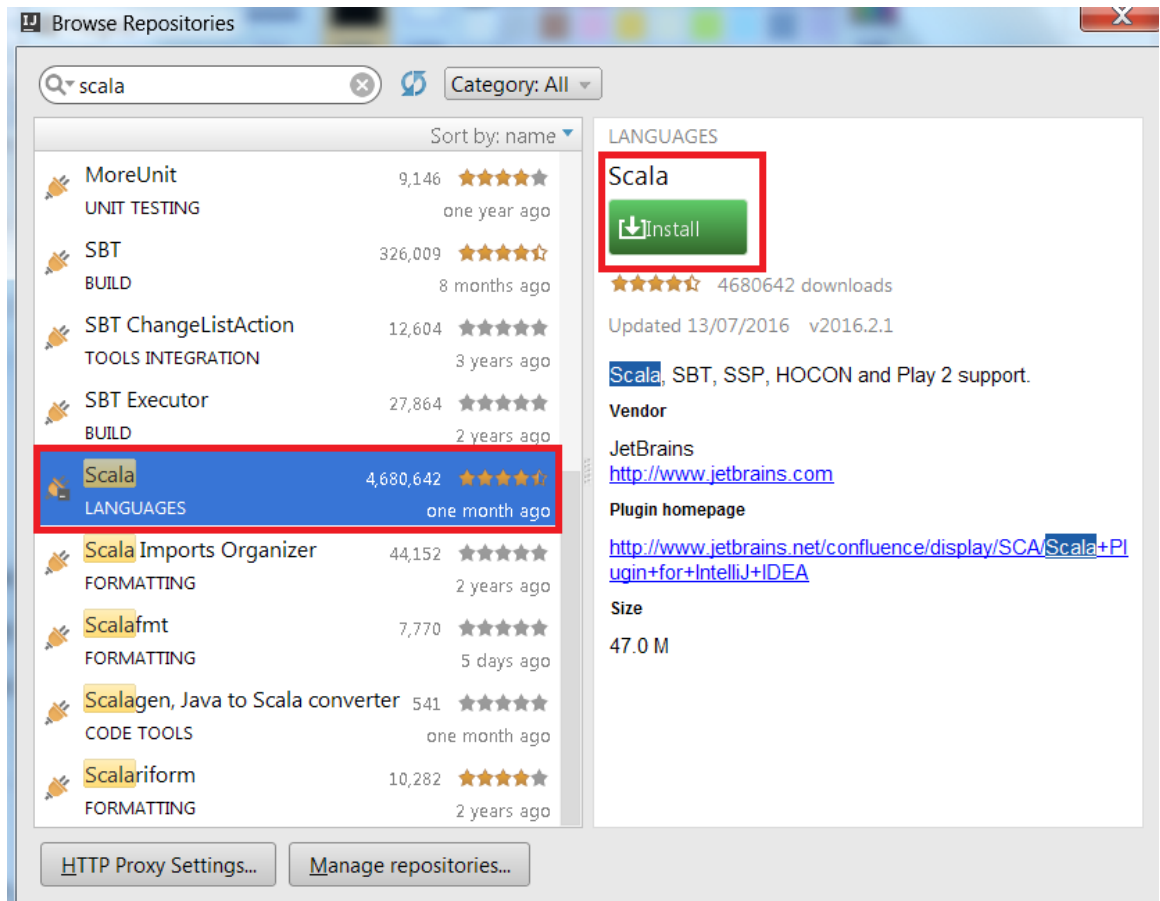 Browse Repositories
scala
Category: All
Sort by: name
MoreUnit 9,146
UNIT TESTING one year ago
SBT 326,009
BUILD 8 months ago
SBT ChangeListAction 12,604
TOOLS INTEGRATION 3 years ago
SBT Executor 27,864
BUILD 2 years ago
Scala 4,680,642
LANGUAGES one month ago
Scala Imports Organizer 44,152
FORMATTING 2 years ago
Scalafmt 7,770
FORMATTING 5 days ago
Scalagen, Java to Scala converter 541
CODE TOOLS one month ago
Scalariform 10,282
FORMATTING 2 years ago
LANGUAGES
Scala
Install
4680642 downloads
Updated 13/07/2016 v2016.2.1
Scala, SBT, SSP, HOCON and Play 2 support.
Vendor
JetBrains
http://www.jetbrains.com
Plugin homepage
http://www.jetbrains.net/confluence/display/SCA/Scala+Pl
ugin+for+IntelliJ+IDEA
Size
47.0 M
HTTP Proxy Settings...
Manage repositories...